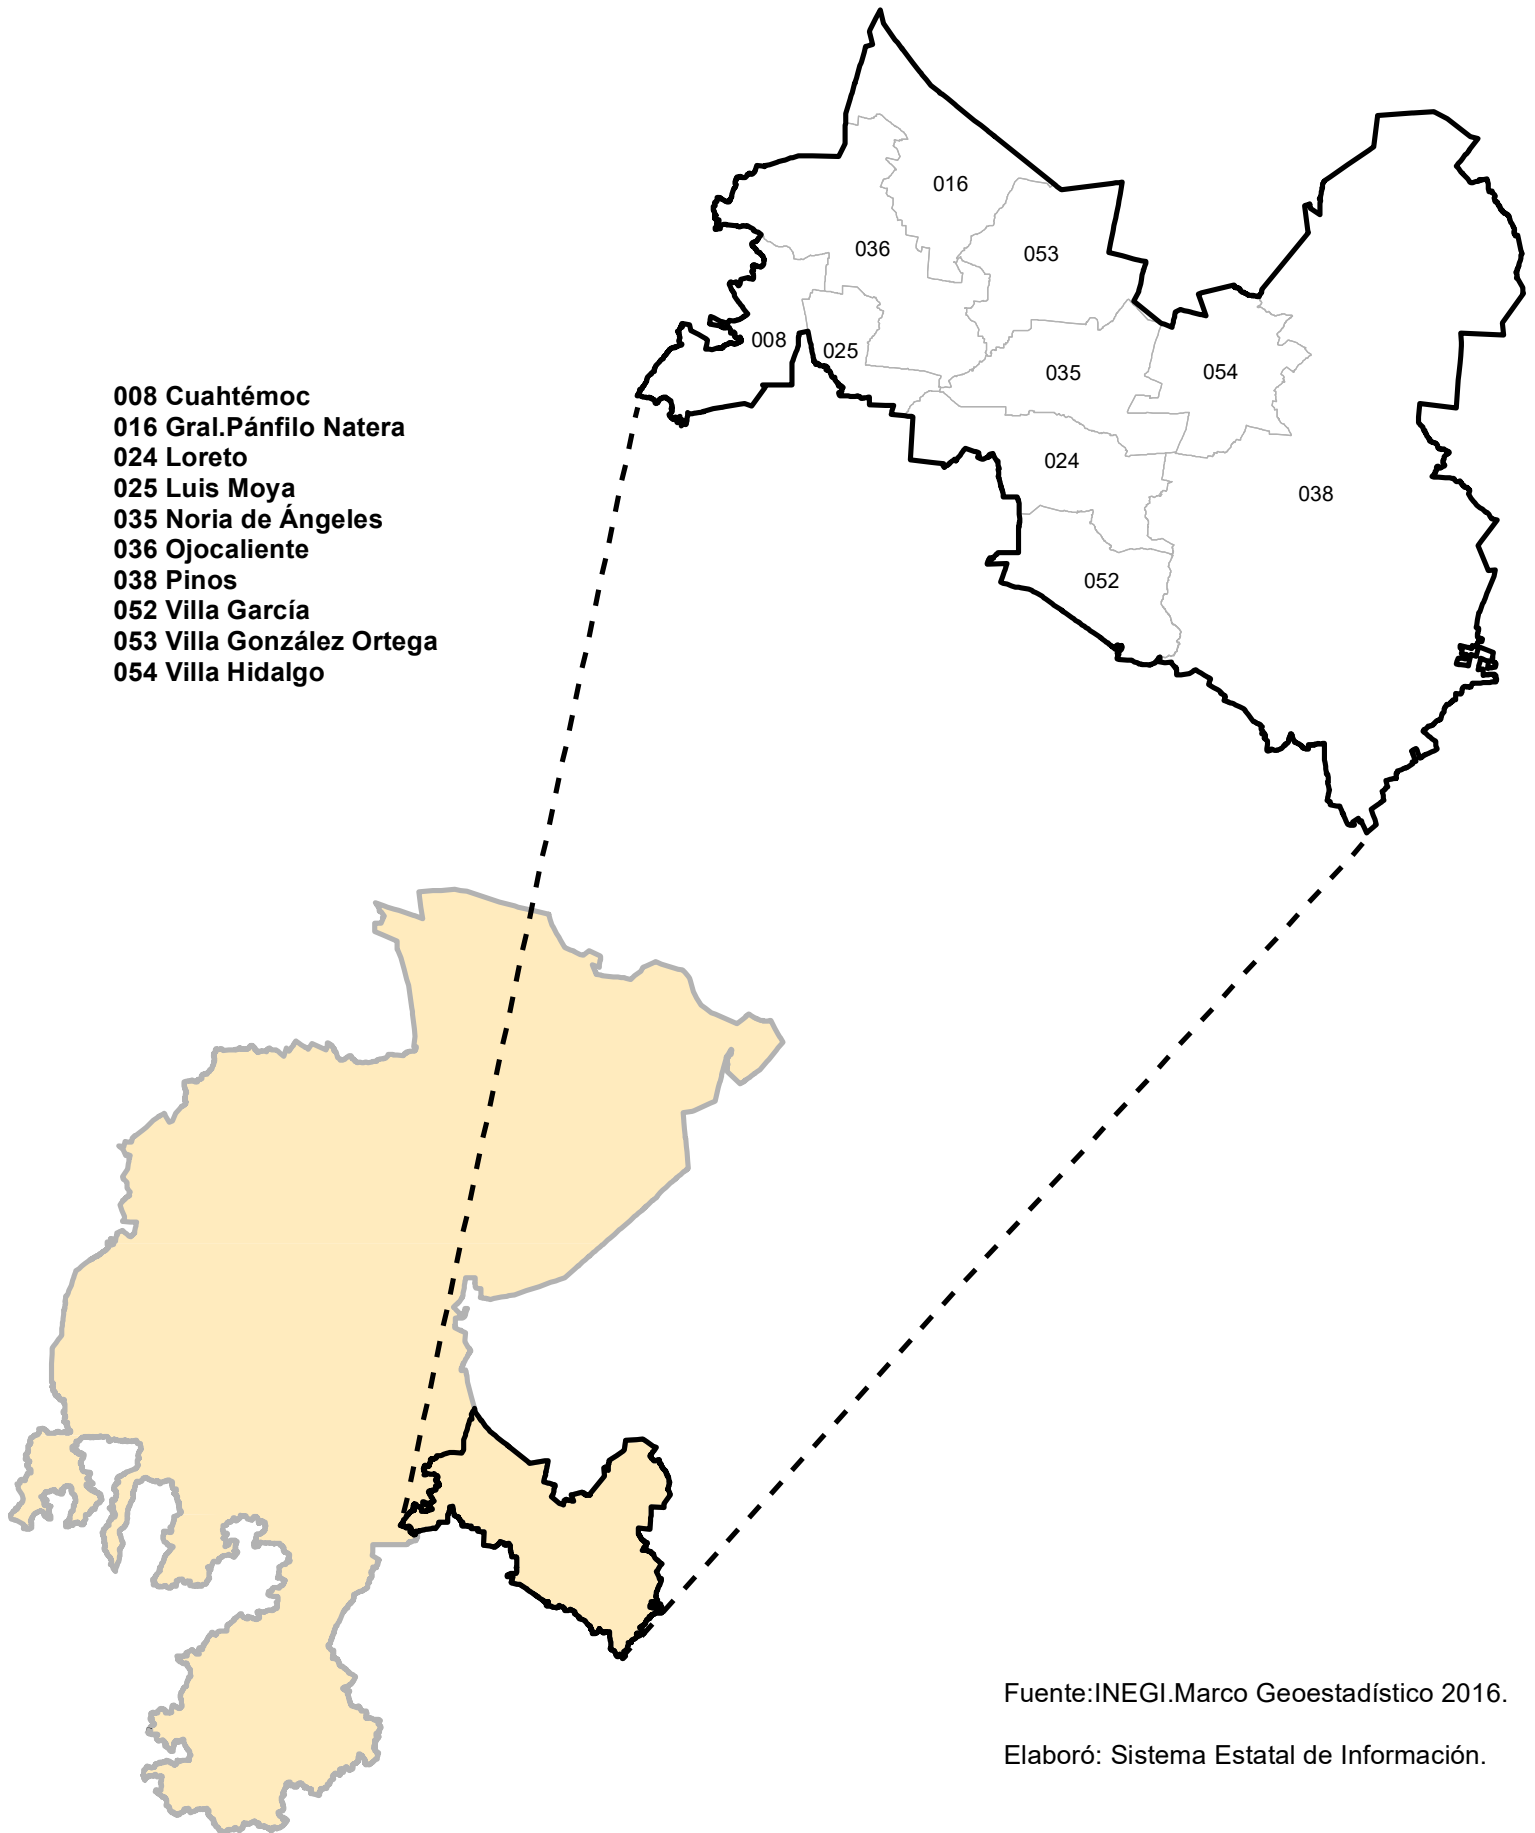 016
036
053
008
025
035
054
024
038
052
008 Cuahtémoc
016 Gral.Pánfilo Natera
024 Loreto
025 Luis Moya
035 Noria de Ángeles
036 Ojocaliente
038 Pinos
052 Villa García
053 Villa González Ortega
054 Villa Hidalgo
Fuente:INEGI.Marco Geoestadístico 2016.
Elaboró: Sistema Estatal de Información.